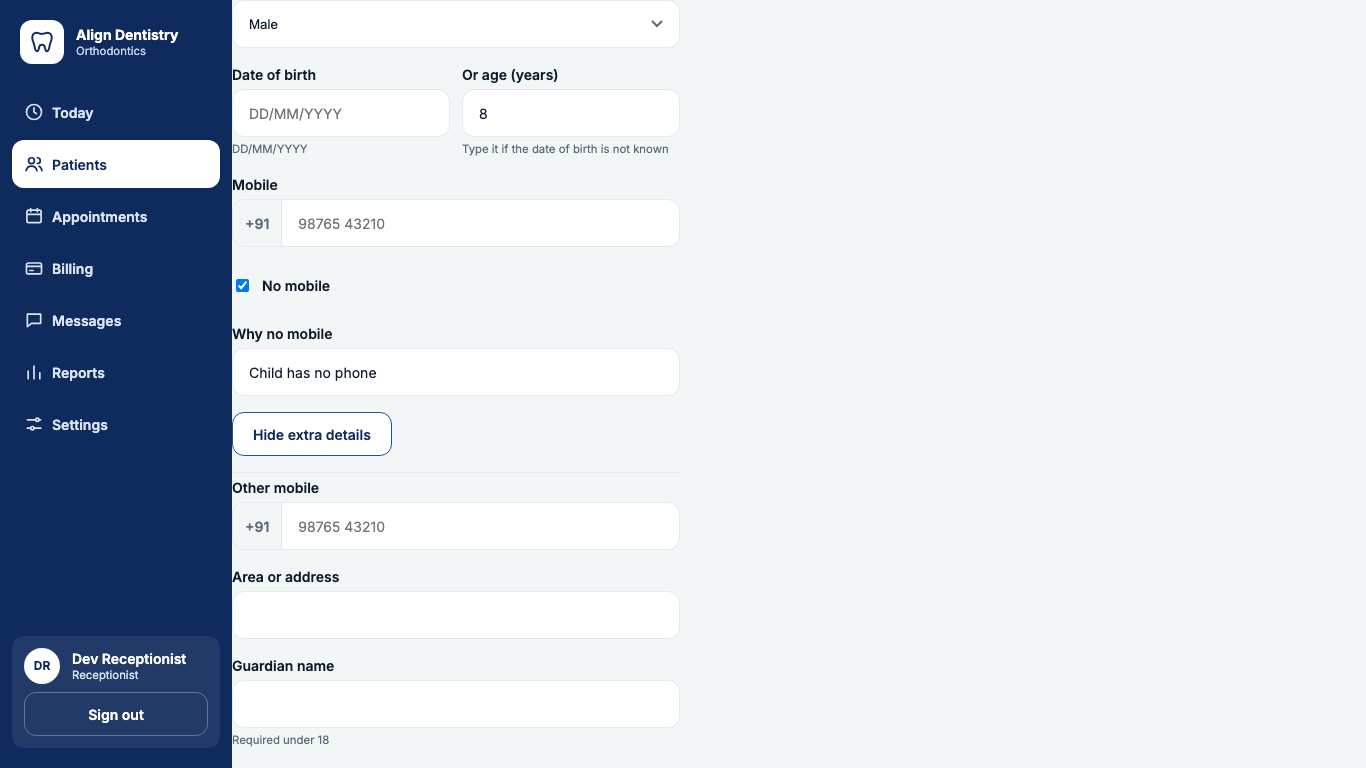 Align Dentistry
Orthodontics
Today
Patients
Appointments
Billing
Messages
Reports
Settings
DR
Dev Receptionist
Receptionist
Sign out
Male
Date of birth
Or age (years)
DD/MM/YYYY
8
DD/MM/YYYY
Type it if the date of birth is not known
Mobile
+91 98765 43210
No mobile
Why no mobile
Child has no phone
Hide extra details
Other mobile
+91 98765 43210
Area or address
Guardian name
Required under 18